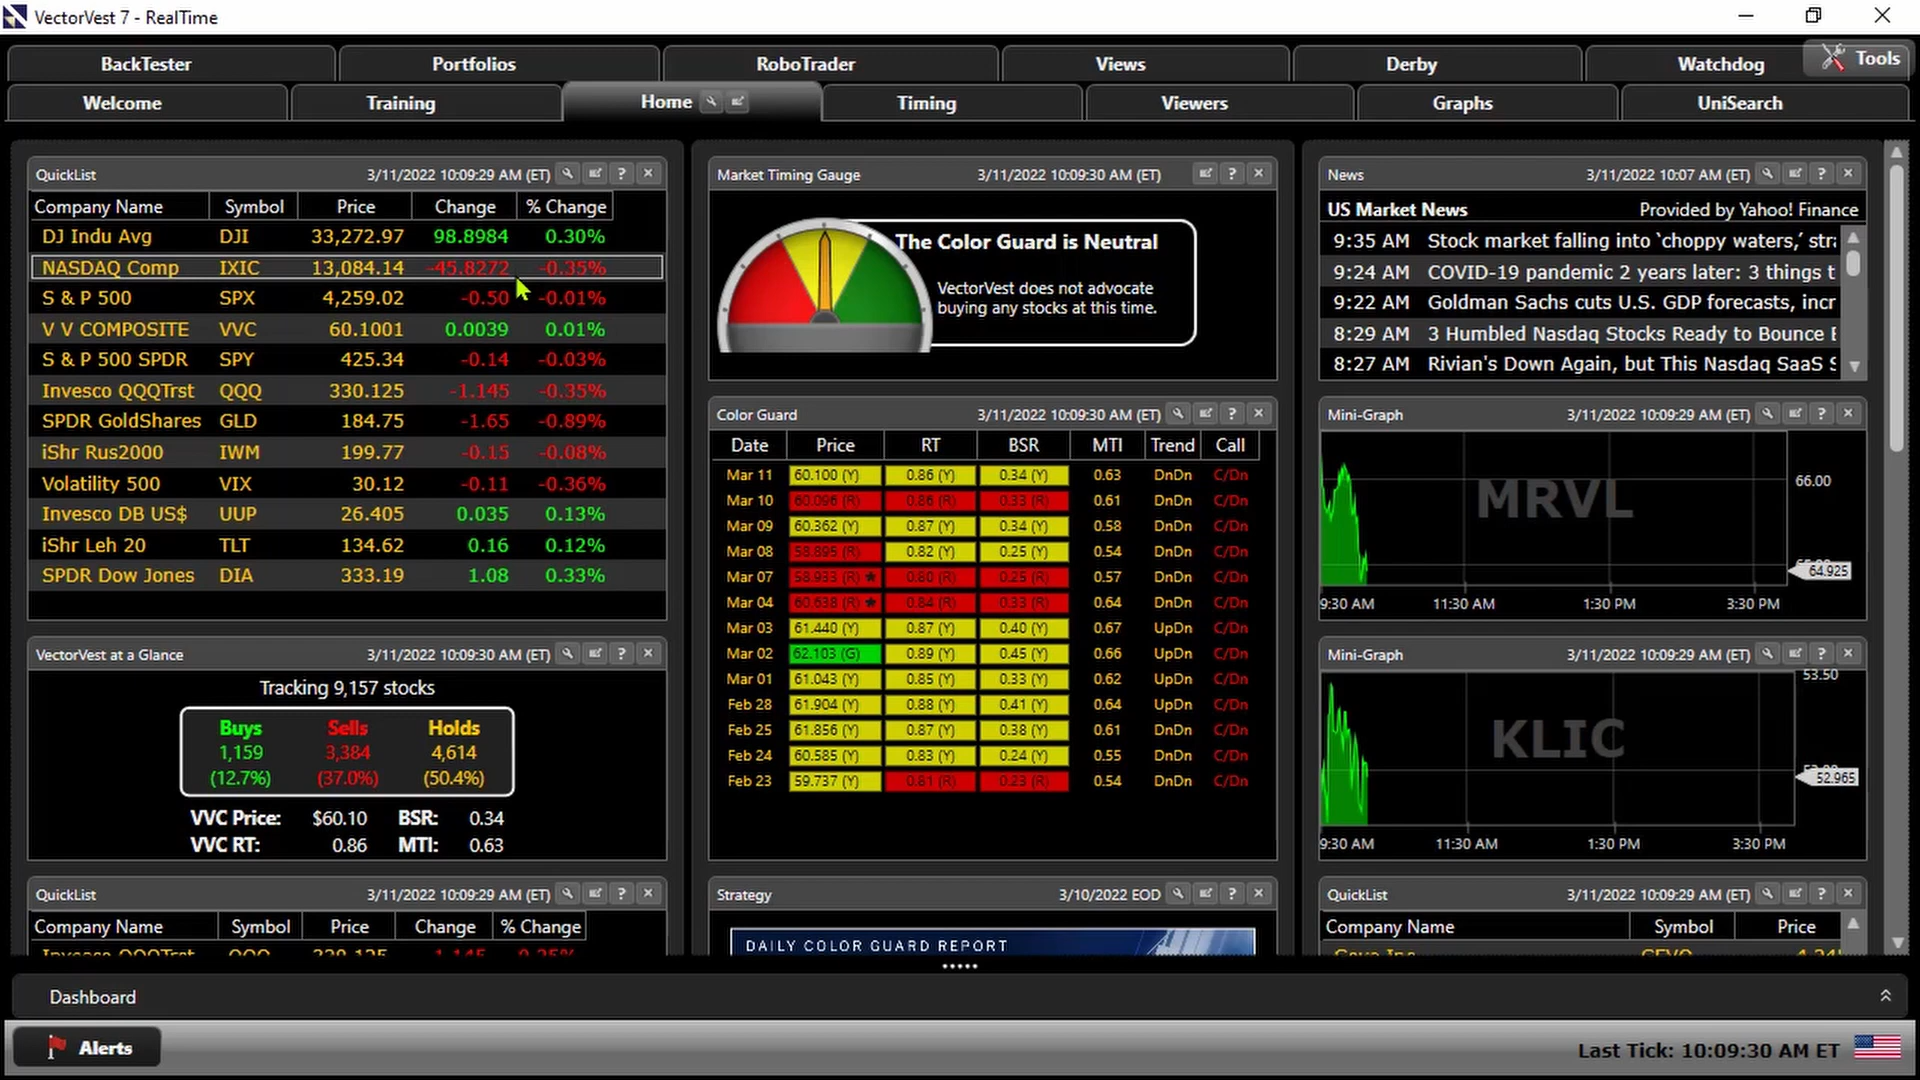 VectorVest 7 - RealTime
BackTester Portfolios RoboTrader Views Derby Watchdog Tools
Welcome Training Home Timing Viewers Graphs UniSearch
QuickList 3/11/2022 10:09:29 AM (ET)
Company Name Symbol Price Change % Change
DJ Indu Avg DJI 33,272.97 98.8984 0.30%
NASDAQ Comp IXIC 13,084.14 -45.8272 -0.35%
S & P 500 SPX 4,259.02 -0.50 -0.01%
V V COMPOSITE VVC 60.1001 0.0039 0.01%
S & P 500 SPDR SPY 425.34 -0.14 -0.03%
Invesco QQQTrst QQQ 330.125 -1.145 -0.35%
SPDR GoldShares GLD 184.75 -1.65 -0.89%
iShr Rus2000 IWM 199.77 -0.15 -0.08%
Volatility 500 VIX 30.12 -0.11 -0.36%
Invesco DB US$ UUP 26.405 0.035 0.13%
iShr Leh 20 TLT 134.62 0.16 0.12%
SPDR Dow Jones DIA 333.19 1.08 0.33%
VectorVest at a Glance 3/11/2022 10:09:30 AM (ET)
Tracking 9,157 stocks
Buys Sells Holds
1,159 3,384 4,614
(12.7%) (37.0%) (50.4%)
VVC Price: $60.10 BSR: 0.34
VVC RT: 0.86 MTI: 0.63
QuickList 3/11/2022 10:09:29 AM (ET)
Company Name Symbol Price Change % Change
Market Timing Gauge 3/11/2022 10:09:30 AM (ET)
The Color Guard is Neutral
VectorVest does not advocate
buying any stocks at this time.
Color Guard 3/11/2022 10:09:30 AM (ET)
Date Price RT BSR MTI Trend Call
Mar 11 60.100 (Y) 0.86 (Y) 0.34 (Y) 0.63 DnDn C/Dn
Mar 10 60.096 (R) 0.86 (R) 0.33 (R) 0.61 DnDn C/Dn
Mar 09 60.362 (Y) 0.87 (Y) 0.34 (Y) 0.58 DnDn C/Dn
Mar 08 58.895 (R) 0.82 (Y) 0.25 (Y) 0.54 DnDn C/Dn
Mar 07 58.933 (R) ★ 0.80 (R) 0.25 (R) 0.57 DnDn C/Dn
Mar 04 60.638 (R) ★ 0.84 (R) 0.33 (R) 0.64 DnDn C/Dn
Mar 03 61.440 (Y) 0.87 (Y) 0.40 (Y) 0.67 UpDn C/Dn
Mar 02 62.103 (G) 0.89 (Y) 0.45 (Y) 0.66 UpDn C/Dn
Mar 01 61.043 (Y) 0.85 (Y) 0.33 (Y) 0.62 UpDn C/Dn
Feb 28 61.904 (Y) 0.88 (Y) 0.41 (Y) 0.64 UpDn C/Dn
Feb 25 61.856 (Y) 0.87 (Y) 0.38 (Y) 0.61 DnDn C/Dn
Feb 24 60.585 (Y) 0.83 (Y) 0.24 (Y) 0.55 DnDn C/Dn
Feb 23 59.737 (Y) 0.81 (R) 0.23 (R) 0.54 DnDn C/Dn
Strategy 3/10/2022 EOD
DAILY COLOR GUARD REPORT
News 3/11/2022 10:07 AM (ET)
US Market News Provided by Yahoo! Finance
9:35 AM Stock market falling into ‘choppy waters,’ stra
9:24 AM COVID-19 pandemic 2 years later: 3 things t
9:22 AM Goldman Sachs cuts U.S. GDP forecasts, incr
8:29 AM 3 Humbled Nasdaq Stocks Ready to Bounce
8:27 AM Rivian's Down Again, but This Nasdaq SaaS S
Mini-Graph 3/11/2022 10:09:29 AM (ET)
MRVL
66.00
64.925
9:30 AM 11:30 AM 1:30 PM 3:30 PM
Mini-Graph 3/11/2022 10:09:29 AM (ET)
53.50
KLIC
52.965
9:30 AM 11:30 AM 1:30 PM 3:30 PM
QuickList 3/11/2022 10:09:29 AM (ET)
Company Name Symbol Price
Dashboard
Alerts
Last Tick: 10:09:30 AM ET